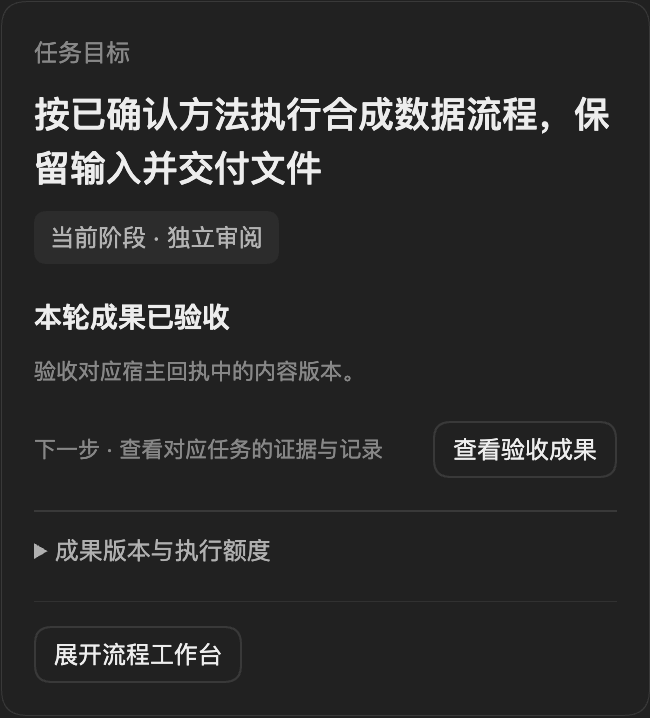 任务目标
按已确认方法执行合成数据流程，保
留输入并交付文件
当前阶段 · 独立审阅
本轮成果已验收
验收对应宿主回执中的内容版本。
下一步 · 查看对应任务的证据与记录
查看验收成果
▶ 成果版本与执行额度
展开流程工作台